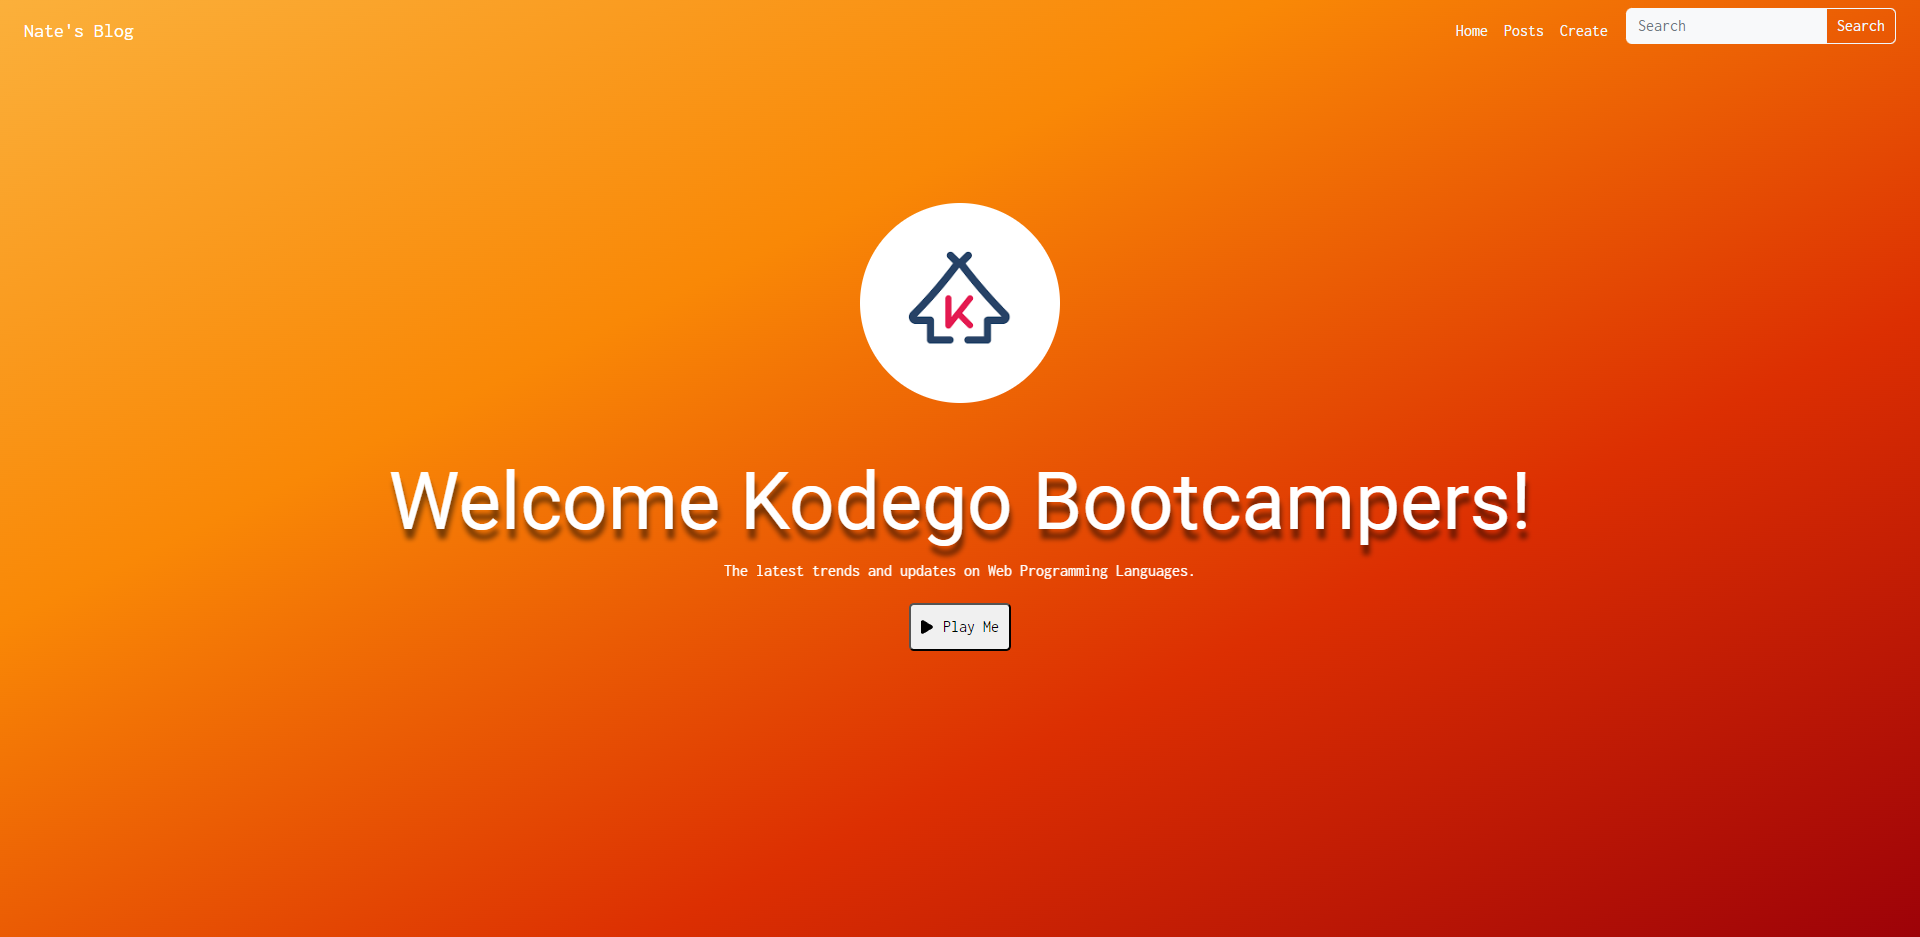 Nate's Blog
Home Posts Create Search Search
K
Welcome Kodego Bootcampers!
The latest trends and updates on Web Programming Languages.
Play Me